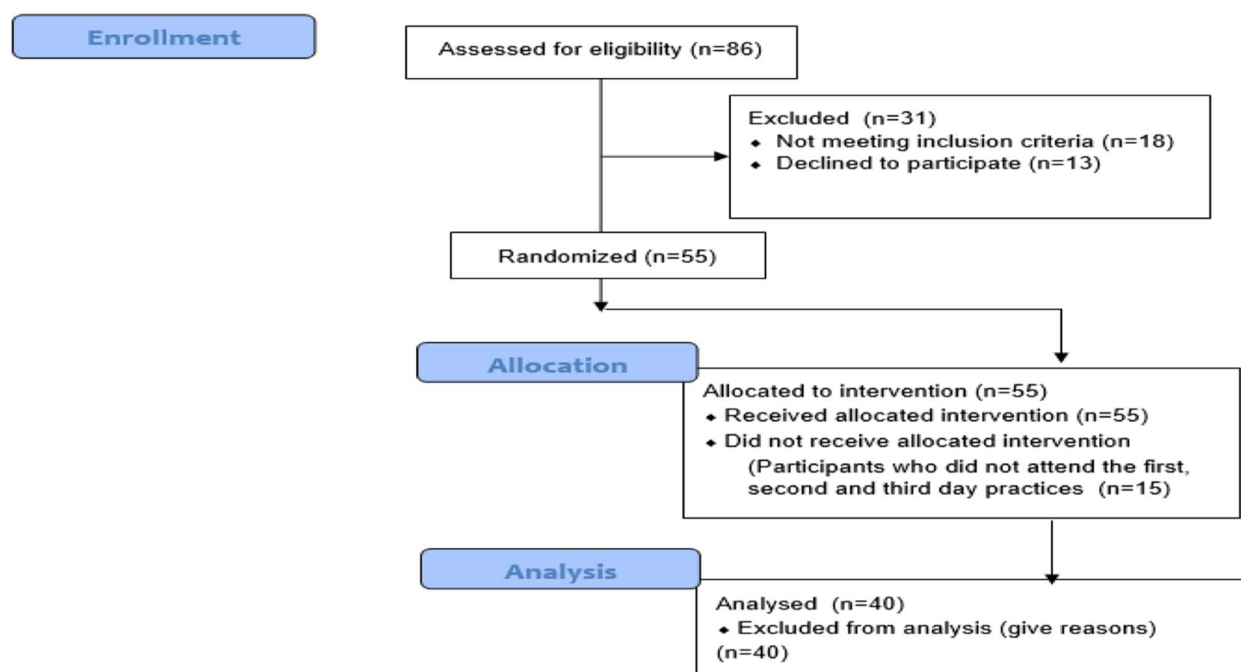 Enrollment
Assessed for eligibility (n=86)
Excluded (n=31)
⬥ Not meeting inclusion criteria (n=18)
⬥ Declined to participate (n=13)
Randomized (n=55)
Allocation
Allocated to intervention (n=55)
⬥ Received allocated intervention (n=55)
⬥ Did not receive allocated intervention
(Participants who did not attend the first,
second and third day practices (n=15)
Analysis
Analysed (n=40)
⬥ Excluded from analysis (give reasons)
(n=40)